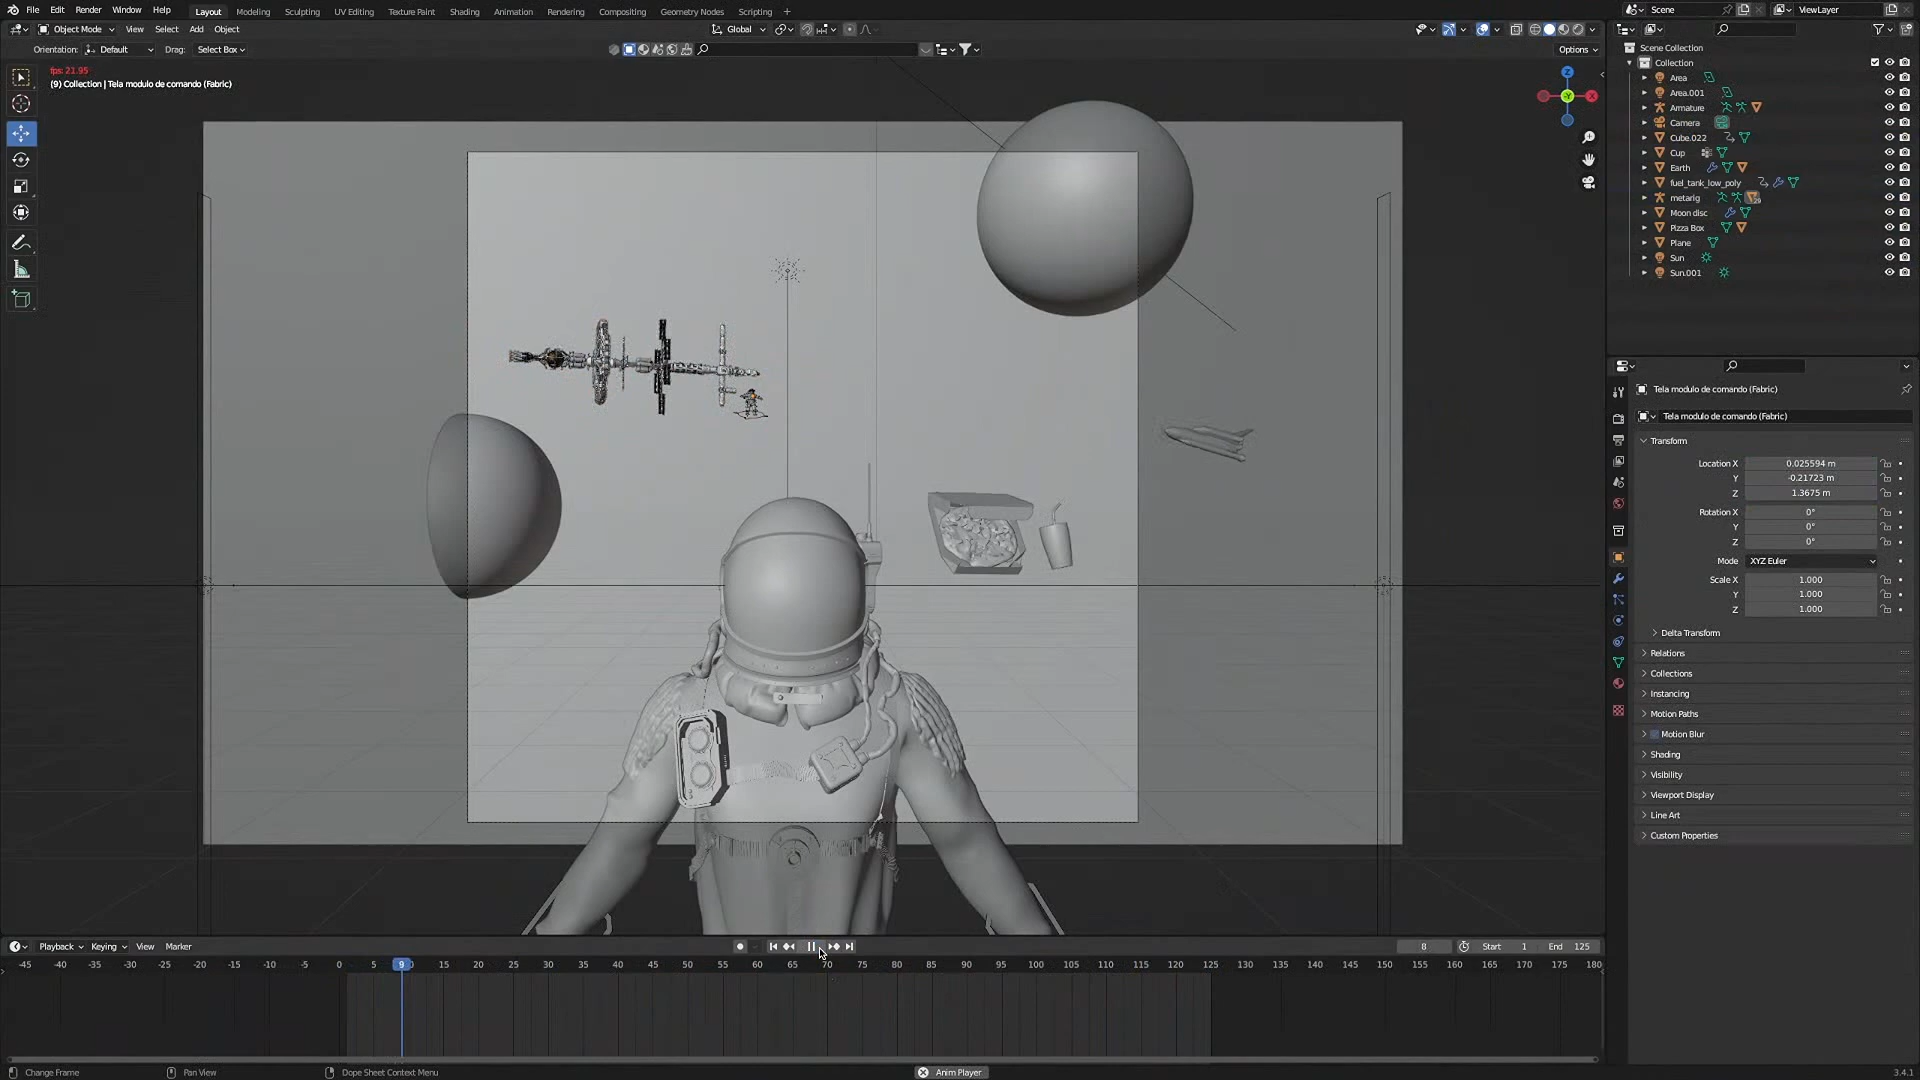 File Edit Render Window Help Layout Modeling Sculpting UV Editing Texture Paint Shading Animation Rendering Compositing Geometry Nodes Scripting + Scene ViewLayer
Object Mode View Select Add Object Global
Orientation: Default Drag: Select Box Options
fps: 21.95
(9) Collection | Tela modulo de comando (Fabric)
Z
X
Y
Scene Collection
Collection
Area
Area.001
Armature
Camera
Cube.022
Cup
Earth
fuel_tank_low_poly
metarig
29
Moon disc
Pizza Box
Plane
Sun
Sun.001
Tela modulo de comando (Fabric)
Tela modulo de comando (Fabric)
Transform
Location X 0.025594 m
Y -0.21723 m
Z 1.3675 m
Rotation X 0°
Y 0°
Z 0°
Mode XYZ Euler
Scale X 1.000
Y 1.000
Z 1.000
Delta Transform
Relations
Collections
Instancing
Motion Paths
Motion Blur
Shading
Visibility
Viewport Display
Line Art
Custom Properties
Playback Keying View Marker 8 Start 1 End 125
-45 -40 -35 -30 -25 -20 -15 -10 -5 0 5 9 15 20 25 30 35 40 45 50 55 60 65 70 75 80 85 90 95 100 105 110 115 120 125 130 135 140 145 150 155 160 165 170 175 180
Change Frame Pan View Dope Sheet Context Menu Anim Player 3.4.1